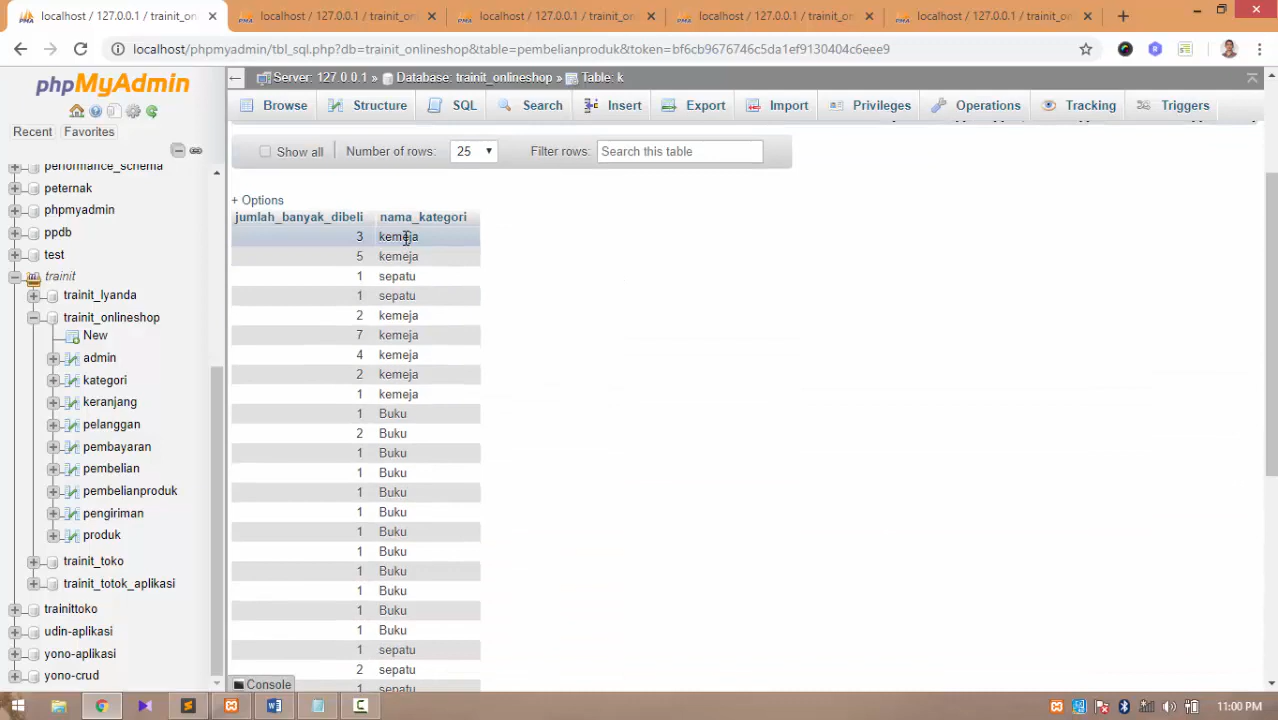 localhost / 127.0.0.1 / trainit_on × localhost / 127.0.0.1 / trainit_on × localhost / 127.0.0.1 / trainit_on × localhost / 127.0.0.1 / trainit_on × localhost / 127.0.0.1 / trainit_on × +
localhost/phpmyadmin/tbl_sql.php?db=trainit_onlineshop&table=pembelianproduk&token=bf6cb9676746c5da1ef9130404c6eee9
phpMyAdmin
Recent Favorites
performance_schema
peternak
phpmyadmin
ppdb
test
trainit
trainit_lyanda
trainit_onlineshop
New
admin
kategori
keranjang
pelanggan
pembayaran
pembelian
pembelianproduk
pengiriman
produk
trainit_toko
trainit_totok_aplikasi
trainittoko
udin-aplikasi
yono-aplikasi
yono-crud
Server: 127.0.0.1 » Database: trainit_onlineshop » Table: k
Browse Structure SQL Search Insert Export Import Privileges Operations Tracking Triggers
Show all Number of rows: 25 Filter rows: Search this table
+ Options
jumlah_banyak_dibeli nama_kategori
3 kemeja
5 kemeja
1 sepatu
1 sepatu
2 kemeja
7 kemeja
4 kemeja
2 kemeja
1 kemeja
1 Buku
2 Buku
1 Buku
1 Buku
1 Buku
1 Buku
1 Buku
1 Buku
1 Buku
1 Buku
1 Buku
1 Buku
1 sepatu
2 sepatu
1 sepatu
Console
11:00 PM